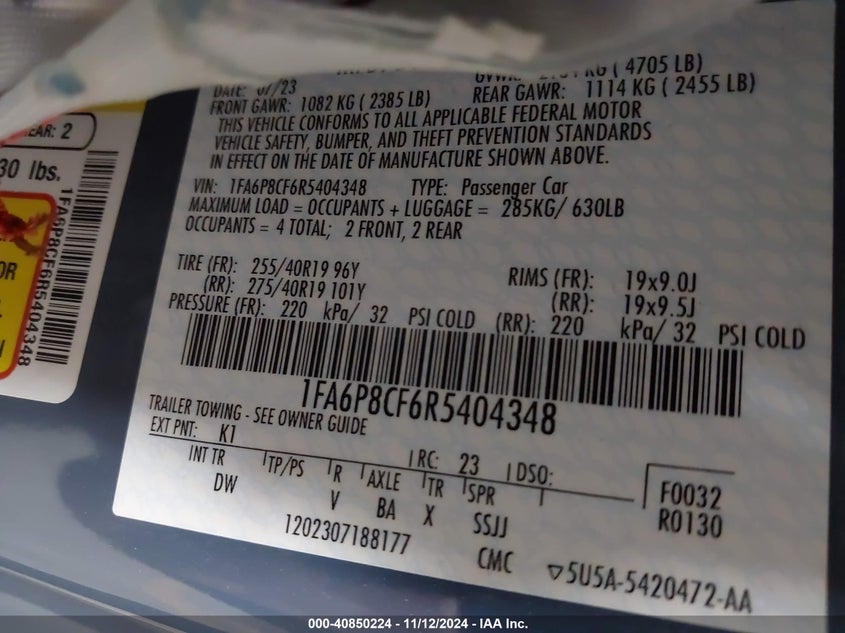 DATE: 07/23
KG ( 4705 LB)
FRONT GAWR: 1082 KG ( 2385 LB) REAR GAWR: 1114 KG ( 2455 LB)
THIS VEHICLE CONFORMS TO ALL APPLICABLE FEDERAL MOTOR
VEHICLE SAFETY, BUMPER, AND THEFT PREVENTION STANDARDS
IN EFFECT ON THE DATE OF MANUFACTURE SHOWN ABOVE.
VIN: 1FA6P8CF6R5404348 TYPE: Passenger Car
MAXIMUM LOAD = OCCUPANTS + LUGGAGE = 285KG/ 630LB
OCCUPANTS = 4 TOTAL; 2 FRONT, 2 REAR
TIRE (FR): 255/40R19 96Y RIMS (FR): 19x9.0J
(RR): 275/40R19 101Y (RR): 19x9.5J
PRESSURE (FR): 220 kPa/ 32 PSI COLD (RR): 220 kPa/ 32 PSI COLD
1FA6P8CF6R5404348
TRAILER TOWING - SEE OWNER GUIDE
EXT PNT: K1 RC: 23 DSO:
INT TR TP/PS R AXLE TR SPR
DW V BA X SSJJ
F0032
R0130
1202307188177 CMC ▽5U5A-5420472-AA
EAR: 2
30 lbs.
1FA6P8CF6R5404348
OR
000-40850224 - 11/12/2024 - IAA Inc.